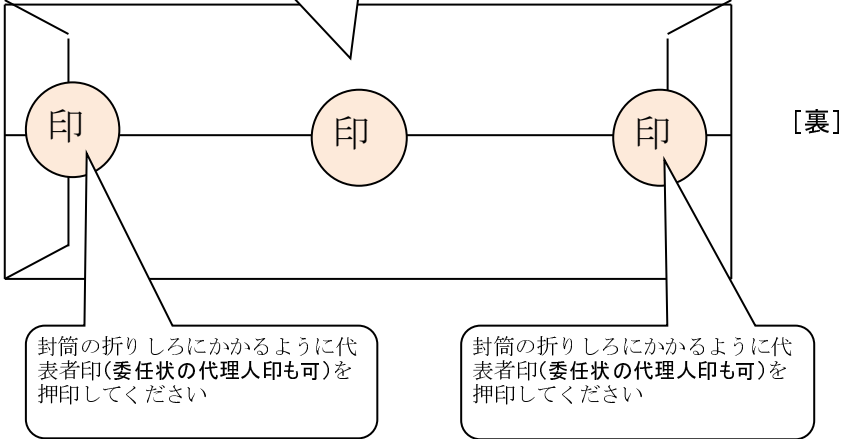 印 印 印
[裏]
封筒の折りしろにかかるように代
表者印(委任状の代理人印も可)を
押印してください
封筒の折りしろにかかるように代
表者印(委任状の代理人印も可)を
押印してください